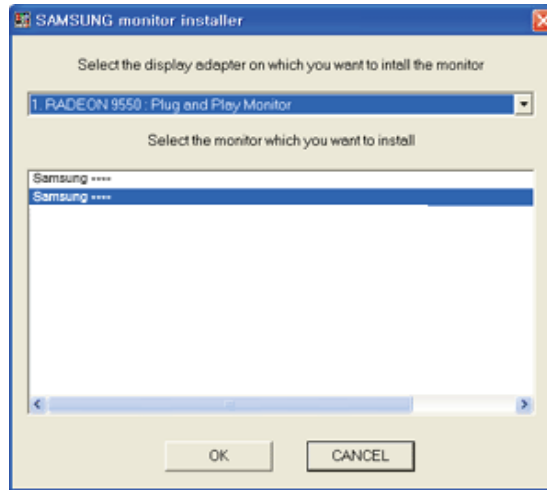 SAMSUNG monitor installer
Select the display adapter on which you want to intall the monitor
1. RADEON 9550 : Plug and Play Monitor
Select the monitor which you want to install
Samsung ----
Samsung ----
OK
CANCEL